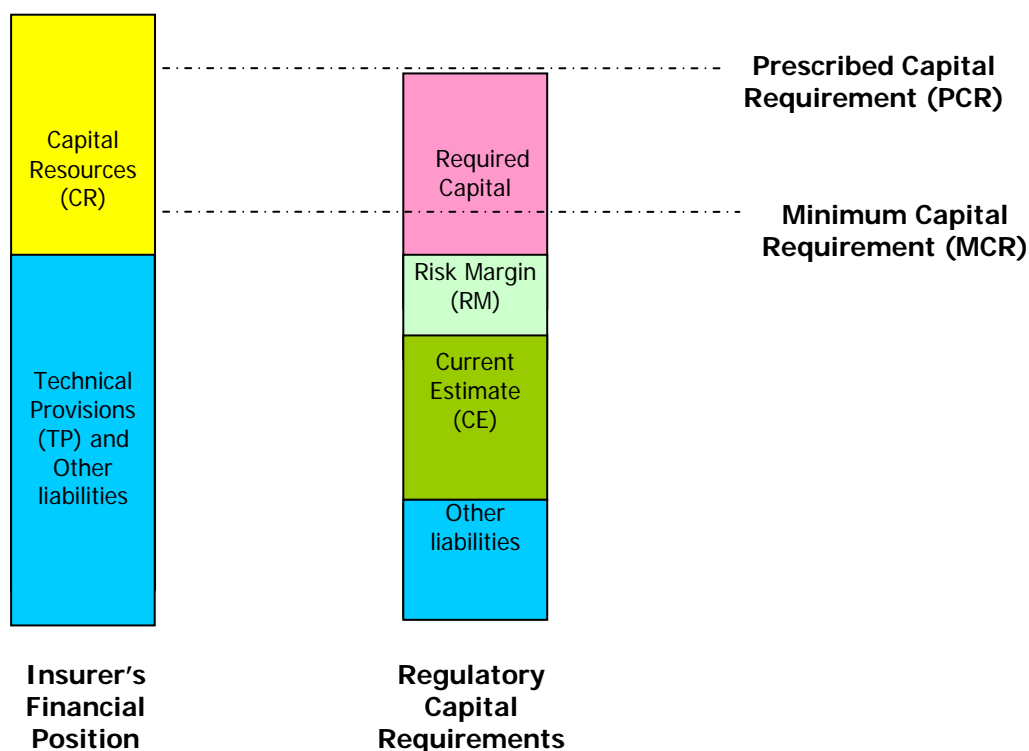 Capital
Resources
(CR)
Technical
Provisions
(TP) and
Other
liabilities
Insurer's
Financial
Position
Required
Capital
Risk Margin
(RM)
Current
Estimate
(CE)
Other
liabilities
Regulatory
Capital
Requirements
Prescribed Capital
Requirement (PCR)
Minimum Capital
Requirement (MCR)